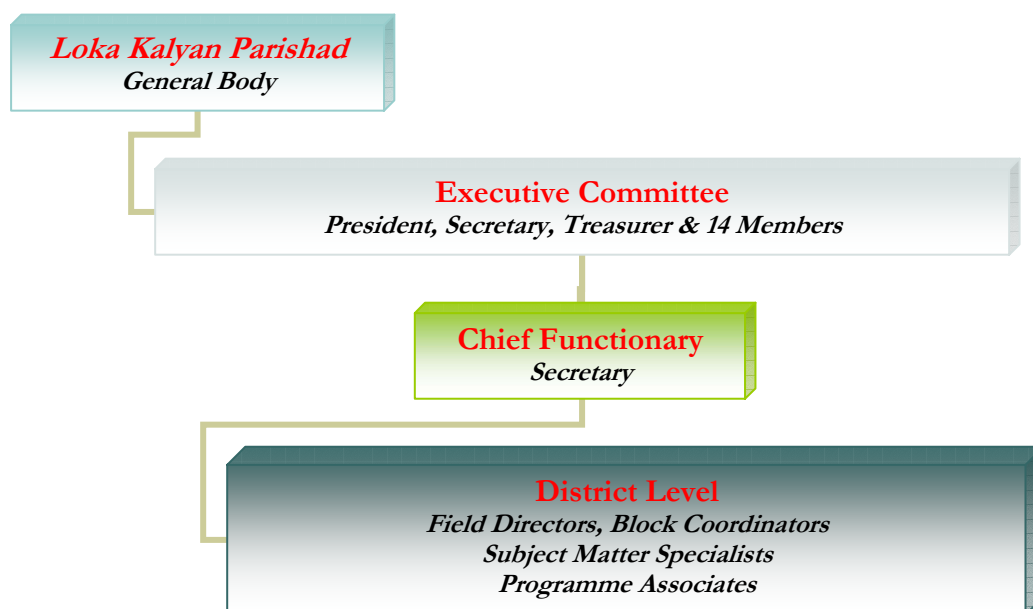 Loka Kalyan Parishad
General Body
Executive Committee
President, Secretary, Treasurer & 14 Members
Chief Functionary
Secretary
District Level
Field Directors, Block Coordinators
Subject Matter Specialists
Programme Associates